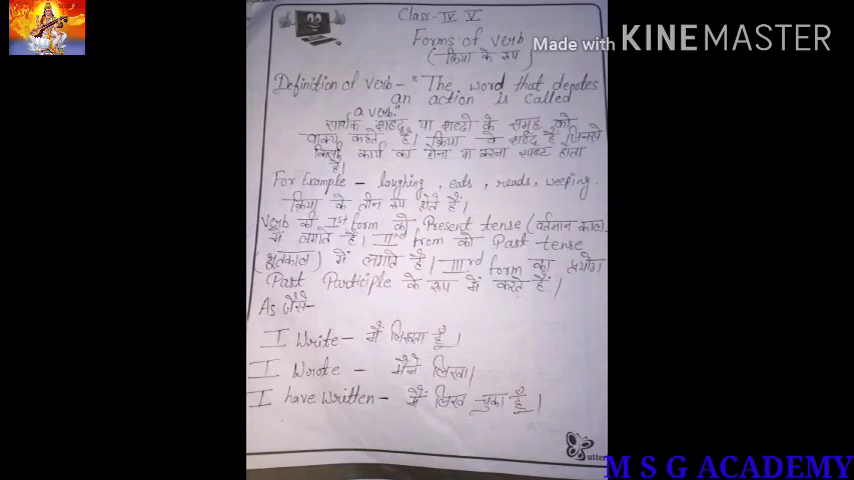 Class - IV V
Forms of verb
(क्रिया के रूप)
Made with KINEMASTER
Definition of verb - "The word that denotes
an action is called
a verb."
सार्थक शब्द या शब्दो के समूह को
वाक्य कहते है। क्रिया वे शब्द हैं जिनसे
किसी कार्य का होना या करना स्पष्ट होता
है।
For Example - laughing, eats, reads, weeping.
क्रिया के तीन रूप होते हैं।
Verb की Ist form को Present tense (वर्तमान काल)
में लगाते हैं। II from को Past tense
(भूतकाल) में लगाते है। IIIrd form का प्रयोग
Past Participle के रूप में करते हैं।
As जैसे-
I Write - मैं लिखता हूँ।
I Wrote - मैंने लिखा।
I have written - मैं लिख चुका हूँ।
utter
M S G ACADEMY